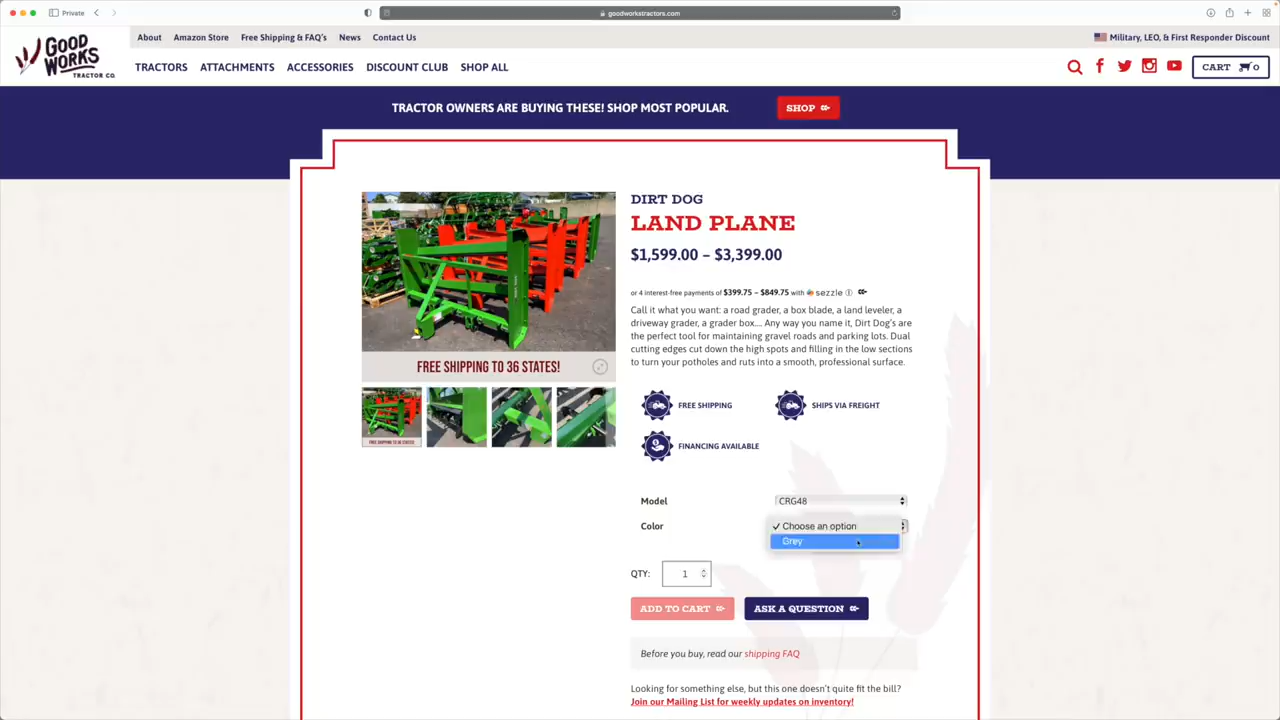 Private
goodworkstractors.com
GOOD
WORKS
TRACTOR CO
About
Amazon Store
Free Shipping & FAQ's
News
Contact Us
Military, LEO, & First Responder Discount
TRACTORS
ATTACHMENTS
ACCESSORIES
DISCOUNT CLUB
SHOP ALL
CART 0
TRACTOR OWNERS ARE BUYING THESE! SHOP MOST POPULAR.
SHOP
DIRT DOG
LAND PLANE
$1,599.00 – $3,399.00
or 4 interest-free payments of $399.75 – $849.75 with sezzle
Call it what you want: a road grader, a box blade, a land leveler, a
driveway grader, a grader box.... Any way you name it, Dirt Dog's are
the perfect tool for maintaining gravel roads and parking lots. Dual
cutting edges cut down the high spots and filling in the low sections
to turn your potholes and ruts into a smooth, professional surface.
FREE SHIPPING TO 36 STATES!
FREE SHIPPING TO 36 STATES!
FREE SHIPPING
SHIPS VIA FREIGHT
FINANCING AVAILABLE
Model
CRG48
Color
✓ Choose an option
Grey
QTY:
1
ADD TO CART
ASK A QUESTION
Before you buy, read our shipping FAQ
Looking for something else, but this one doesn't quite fit the bill?
Join our Mailing List for weekly updates on inventory!